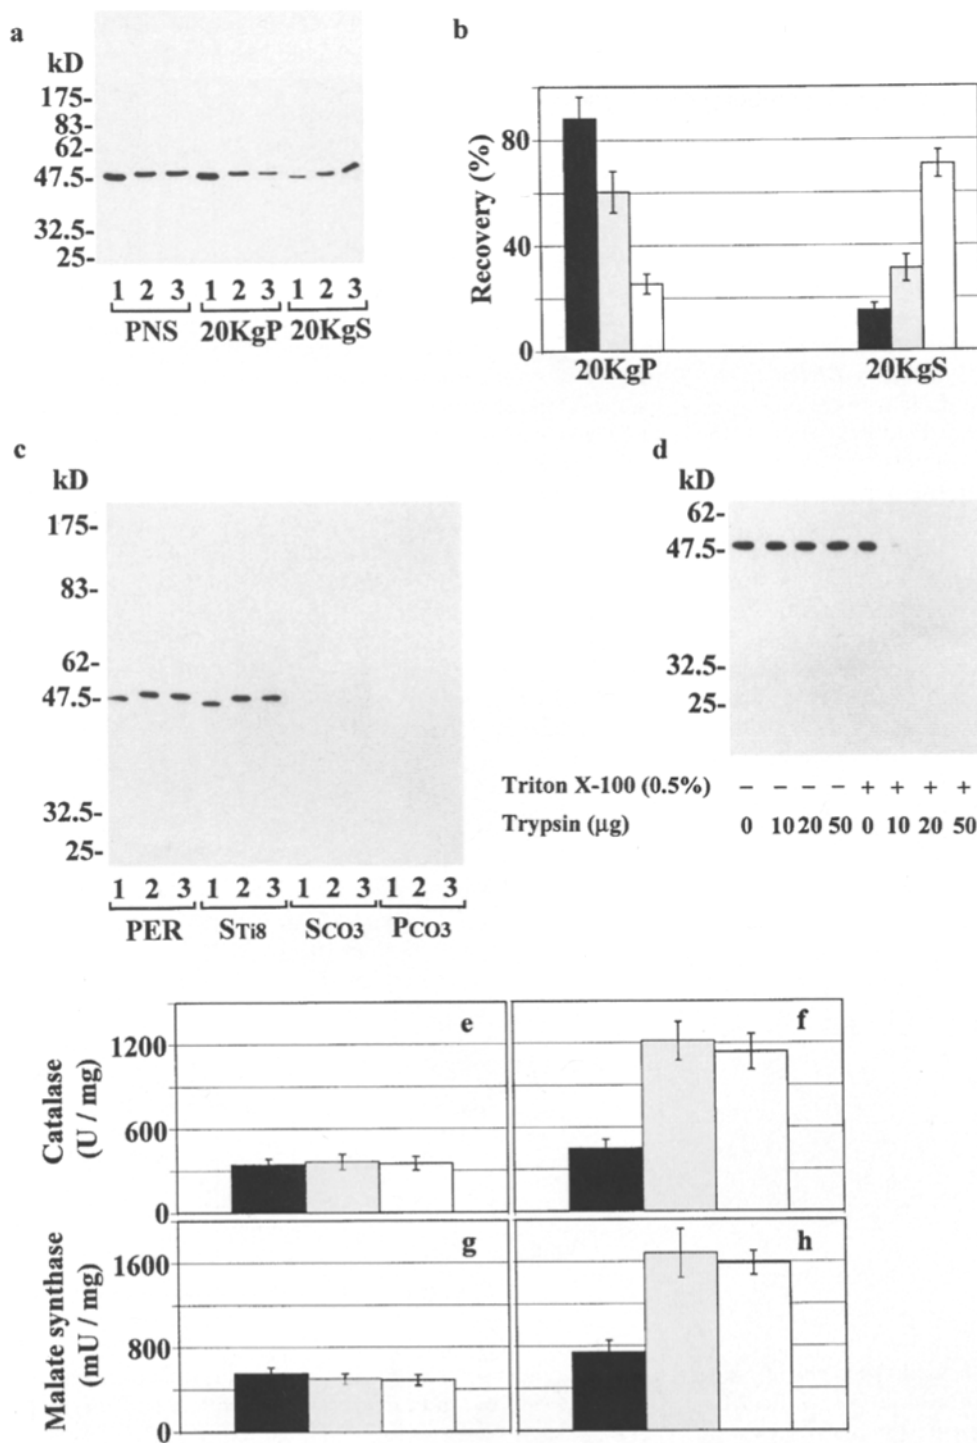 a
kD
175-
83-
62-
47.5-
32.5-
25-
1 2 3 1 2 3 1 2 3
PNS 20KgP 20KgS
b
Recovery (%)
80
40
0
20KgP 20KgS
c
kD
175-
83-
62-
47.5-
32.5-
25-
1 2 3 1 2 3 1 2 3 1 2 3
PER STi8 SCO3 PCO3
d
kD
62-
47.5-
32.5-
25-
Triton X-100 (0.5%) − − − − + + + +
Trypsin (µg) 0 10 20 50 0 10 20 50
e
f
Catalase
(U / mg)
1200
600
0
g
h
Malate synthase
(mU / mg)
1600
800
0